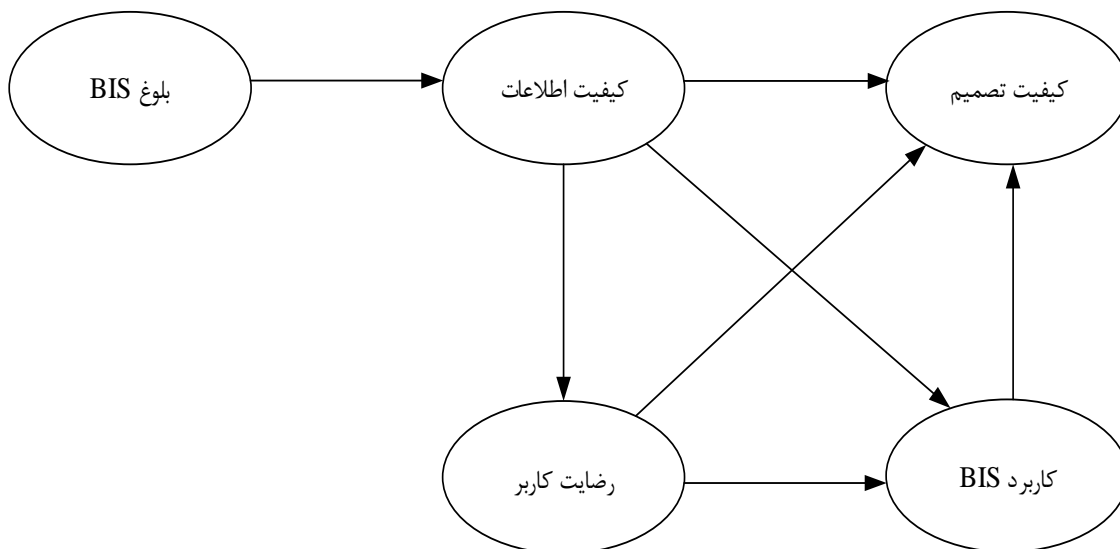 بلوغ BIS
کیفیت اطلاعات
کیفیت تصمیم
رضایت کاربر
کاربرد BIS